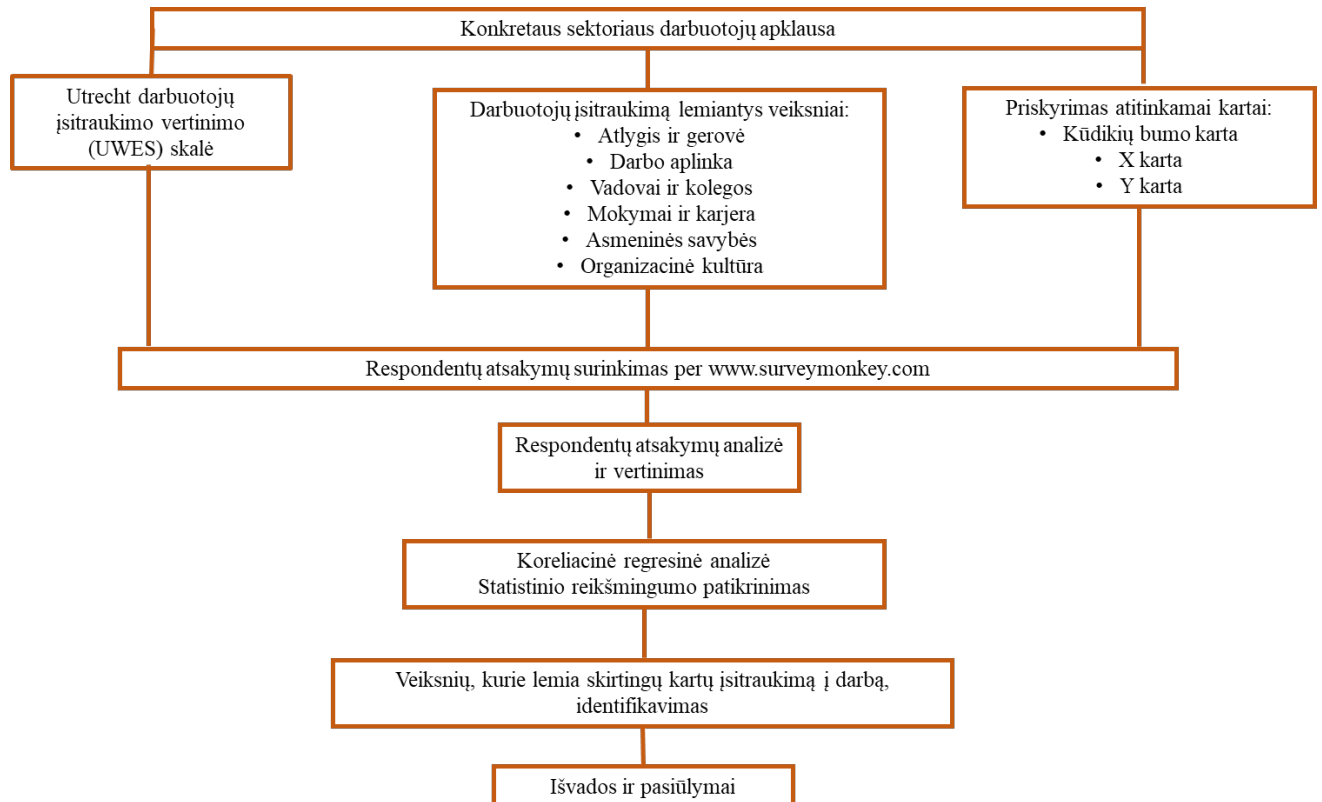 Konkretaus sektoriaus darbuotojų apklausa
Utrecht darbuotojų
įsitraukimo vertinimo
(UWES) skalė
Darbuotojų įsitraukimą lemiantys veiksniai:
• Atlygis ir gerovė
• Darbo aplinka
• Vadovai ir kolegos
• Mokymai ir karjera
• Asmeninės savybės
• Organizacinė kultūra
Priskyrimas atitinkamai kartai:
• Kūdikių bumo karta
• X karta
• Y karta
Respondentų atsakymų surinkimas per www.surveymonkey.com
Respondentų atsakymų analizė
ir vertinimas
Koreliacinė regresinė analizė
Statistinio reikšmingumo patikrinimas
Veiksnių, kurie lemia skirtingų kartų įsitraukimą į darbą,
identifikavimas
Išvados ir pasiūlymai